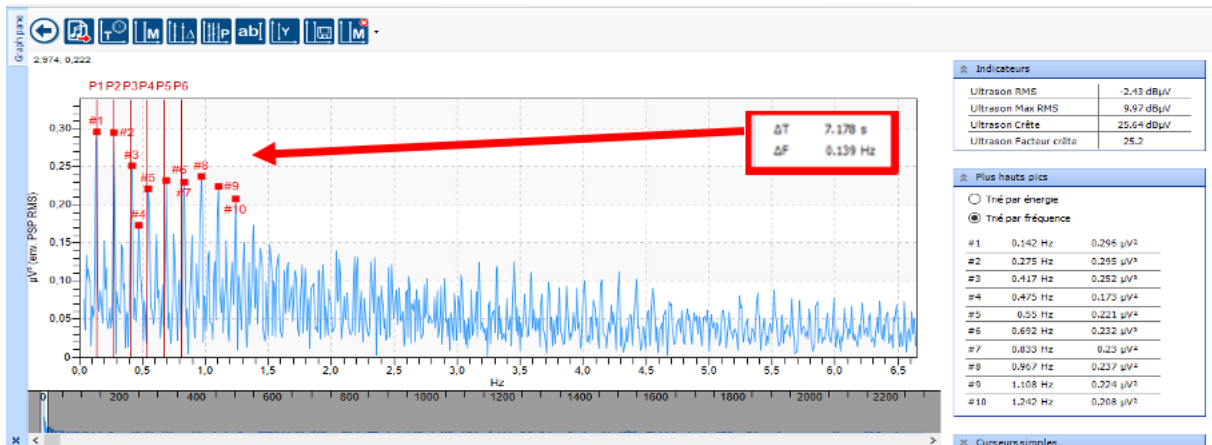 Graph pane
T
M
P
ab
Y
M
2,974; 0,222
P1 P2 P3 P4 P5 P6
#1
#2
#3
#4
#5
#6
#7
#8
#9
#10
ΔT 7.178 s
ΔF 0.139 Hz
µV² (env. PSP RMS)
0,30
0,25
0,20
0,15
0,10
0,05
0
0,0 0,5 1,0 1,5 2,0 2,5 3,0 3,5 4,0 4,5 5,0 5,5 6,0 6,5
Hz
0 200 400 600 800 1000 1200 1400 1600 1800 2000 2200
Indicateurs
Ultrason RMS -2.43 dBµV
Ultrason Max RMS 9.97 dBµV
Ultrason Crête 25.64 dBµV
Ultrason Facteur crête 25.2
Plus hauts pics
Trié par énergie
Trié par fréquence
#1 0.142 Hz 0.296 µV²
#2 0.275 Hz 0.295 µV²
#3 0.417 Hz 0.252 µV²
#4 0.475 Hz 0.173 µV²
#5 0.55 Hz 0.221 µV²
#6 0.692 Hz 0.232 µV²
#7 0.833 Hz 0.23 µV²
#8 0.967 Hz 0.237 µV²
#9 1.108 Hz 0.224 µV²
#10 1.242 Hz 0.208 µV²
Curseurs simples